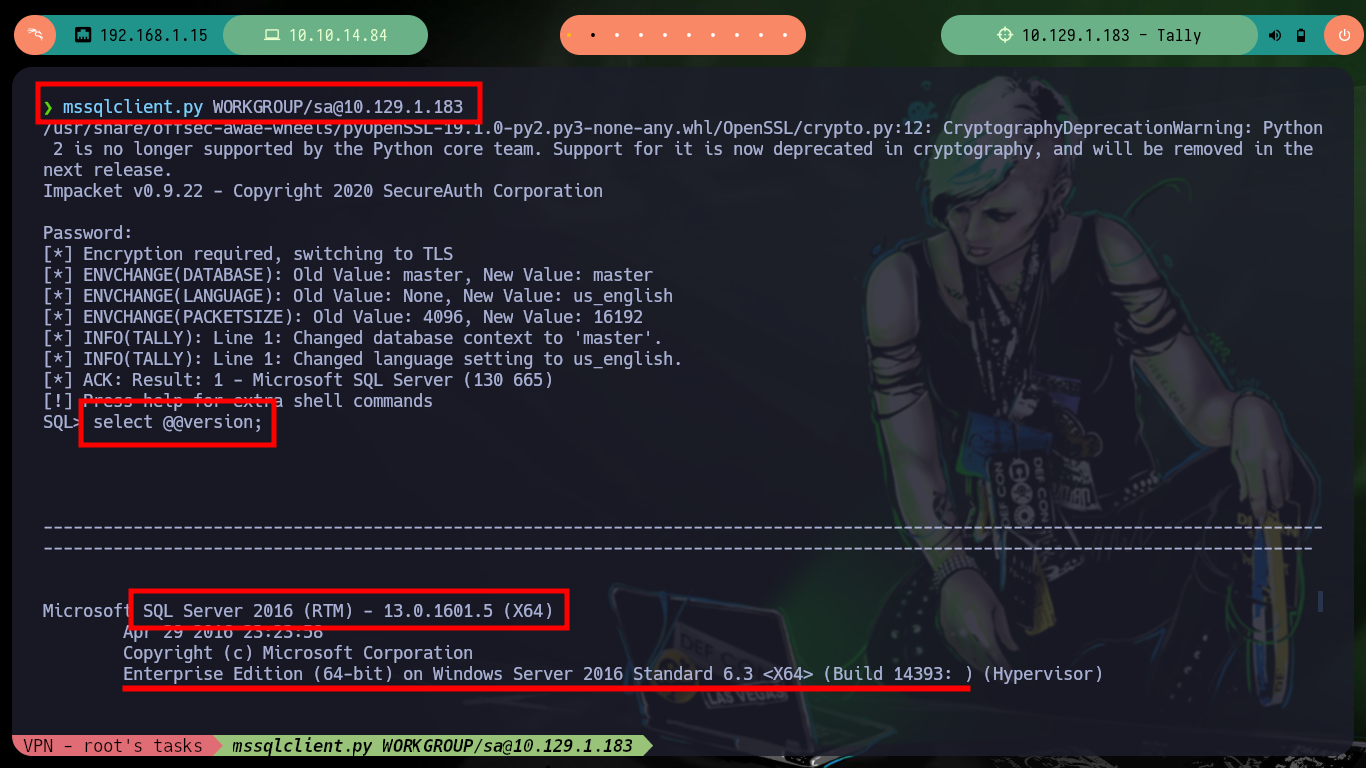 192.168.1.15 10.10.14.84 10.129.1.183 - Tally
❯ mssqlclient.py WORKGROUP/sa@10.129.1.183
/usr/share/offsec-awae-wheels/pyOpenSSL-19.1.0-py2.py3-none-any.whl/OpenSSL/crypto.py:12: CryptographyDeprecationWarning: Python
2 is no longer supported by the Python core team. Support for it is now deprecated in cryptography, and will be removed in the
next release.
Impacket v0.9.22 - Copyright 2020 SecureAuth Corporation
Password:
[*] Encryption required, switching to TLS
[*] ENVCHANGE(DATABASE): Old Value: master, New Value: master
[*] ENVCHANGE(LANGUAGE): Old Value: None, New Value: us_english
[*] ENVCHANGE(PACKETSIZE): Old Value: 4096, New Value: 16192
[*] INFO(TALLY): Line 1: Changed database context to 'master'.
[*] INFO(TALLY): Line 1: Changed language setting to us_english.
[*] ACK: Result: 1 - Microsoft SQL Server (130 665)
[!] Press help for extra shell commands
SQL> select @@version;
--------------------------------------------------------------------------------------------------------------------------------
-------------------------------------------------------------------------------------------------------------------------------
Microsoft SQL Server 2016 (RTM) - 13.0.1601.5 (X64)
Apr 29 2016 23:23:58
Copyright (c) Microsoft Corporation
Enterprise Edition (64-bit) on Windows Server 2016 Standard 6.3 <X64> (Build 14393: ) (Hypervisor)
DEF CON
DEF CON
DEF CON
LAS VEGAS
VPN - root's tasks mssqlclient.py WORKGROUP/sa@10.129.1.183